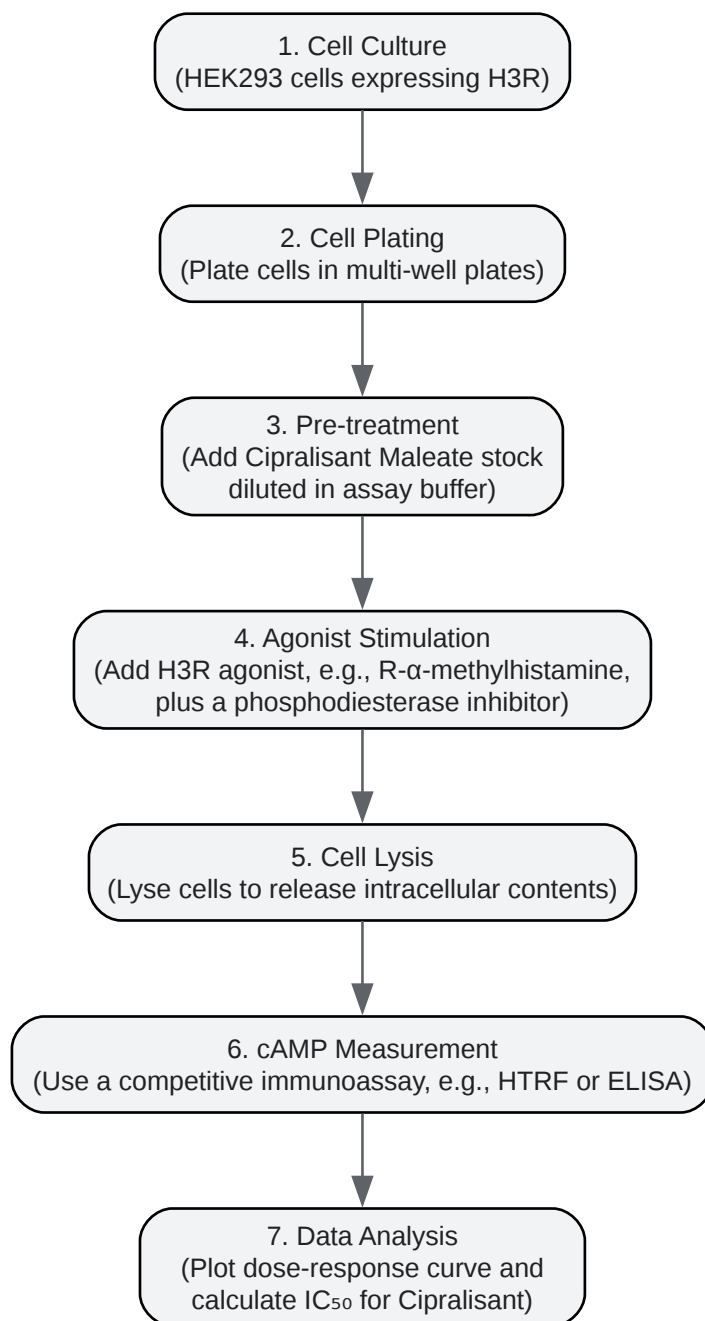 1. Cell Culture
(HEK293 cells expressing H3R)
2. Cell Plating
(Plate cells in multi-well plates)
3. Pre-treatment
(Add Cipralisant Maleate stock
diluted in assay buffer)
4. Agonist Stimulation
(Add H3R agonist, e.g., R-α-methylhistamine,
plus a phosphodiesterase inhibitor)
5. Cell Lysis
(Lyse cells to release intracellular contents)
6. cAMP Measurement
(Use a competitive immunoassay, e.g., HTRF or ELISA)
7. Data Analysis
(Plot dose-response curve and
calculate IC₅₀ for Cipralisant)